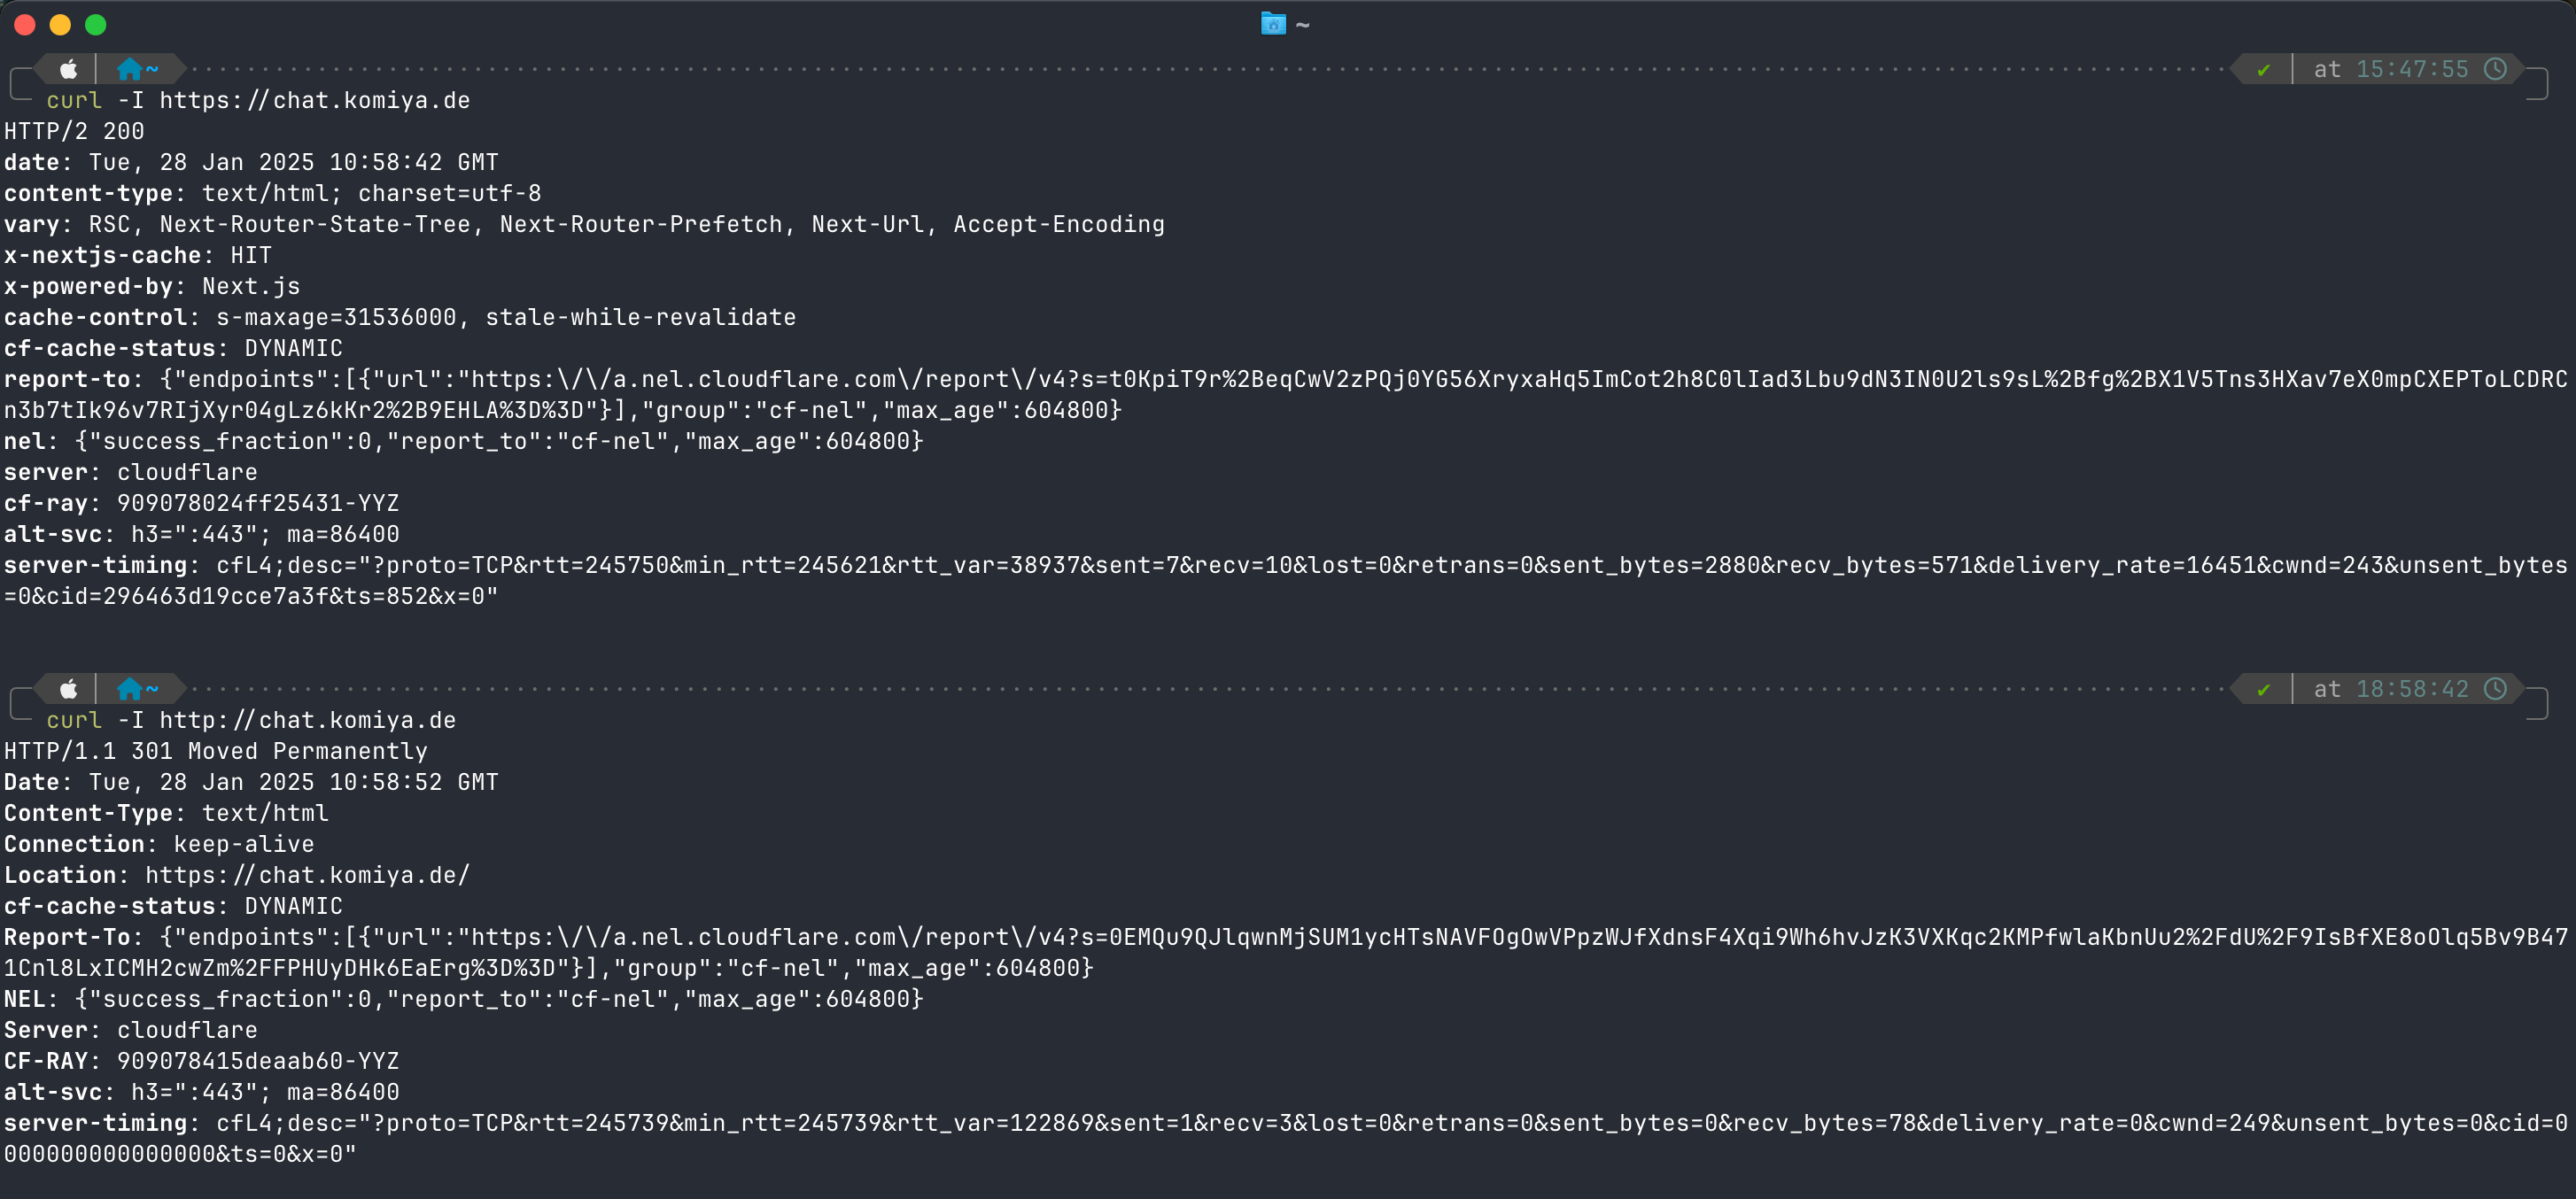 ~
~ ✔ at 15:47:55
curl -I https://chat.komiya.de
HTTP/2 200
date: Tue, 28 Jan 2025 10:58:42 GMT
content-type: text/html; charset=utf-8
vary: RSC, Next-Router-State-Tree, Next-Router-Prefetch, Next-Url, Accept-Encoding
x-nextjs-cache: HIT
x-powered-by: Next.js
cache-control: s-maxage=31536000, stale-while-revalidate
cf-cache-status: DYNAMIC
report-to: {"endpoints":[{"url":"https:\/\/a.nel.cloudflare.com\/report\/v4?s=t0KpiT9r%2BeqCwV2zPQj0YG56XryxaHq5ImCot2h8C0lIad3Lbu9dN3IN0U2ls9sL%2Bfg%2BX1V5Tns3HXav7eX0mpCXEPToLCDRC
n3b7tIk96v7RIjXyr04gLz6kKr2%2B9EHLA%3D%3D"}],"group":"cf-nel","max_age":604800}
nel: {"success_fraction":0,"report_to":"cf-nel","max_age":604800}
server: cloudflare
cf-ray: 909078024ff25431-YYZ
alt-svc: h3=":443"; ma=86400
server-timing: cfL4;desc="?proto=TCP&rtt=245750&min_rtt=245621&rtt_var=38937&sent=7&recv=10&lost=0&retrans=0&sent_bytes=2880&recv_bytes=571&delivery_rate=16451&cwnd=243&unsent_bytes
=0&cid=296463d19cce7a3f&ts=852&x=0"
~ ✔ at 18:58:42
curl -I http://chat.komiya.de
HTTP/1.1 301 Moved Permanently
Date: Tue, 28 Jan 2025 10:58:52 GMT
Content-Type: text/html
Connection: keep-alive
Location: https://chat.komiya.de/
cf-cache-status: DYNAMIC
Report-To: {"endpoints":[{"url":"https:\/\/a.nel.cloudflare.com\/report\/v4?s=0EMQu9QJlqwnMjSUM1ycHTsNAVFOgOwVPpzWJfXdnsF4Xqi9Wh6hvJzK3VXKqc2KMPfwlaKbnUu2%2FdU%2F9IsBfXE8oOlq5Bv9B47
1Cnl8LxICMH2cwZm%2FFPHUyDHk6EaErg%3D%3D"}],"group":"cf-nel","max_age":604800}
NEL: {"success_fraction":0,"report_to":"cf-nel","max_age":604800}
Server: cloudflare
CF-RAY: 909078415deaab60-YYZ
alt-svc: h3=":443"; ma=86400
server-timing: cfL4;desc="?proto=TCP&rtt=245739&min_rtt=245739&rtt_var=122869&sent=1&recv=3&lost=0&retrans=0&sent_bytes=0&recv_bytes=78&delivery_rate=0&cwnd=249&unsent_bytes=0&cid=0
000000000000000&ts=0&x=0"